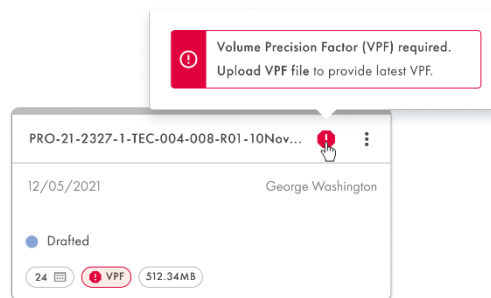 Volume Precision Factor (VPF) required.
Upload VPF file to provide latest VPF.
PRO-21-2327-1-TEC-004-008-R01-10Nov...
12/05/2021 George Washington
Drafted
24 VPF 512.34MB